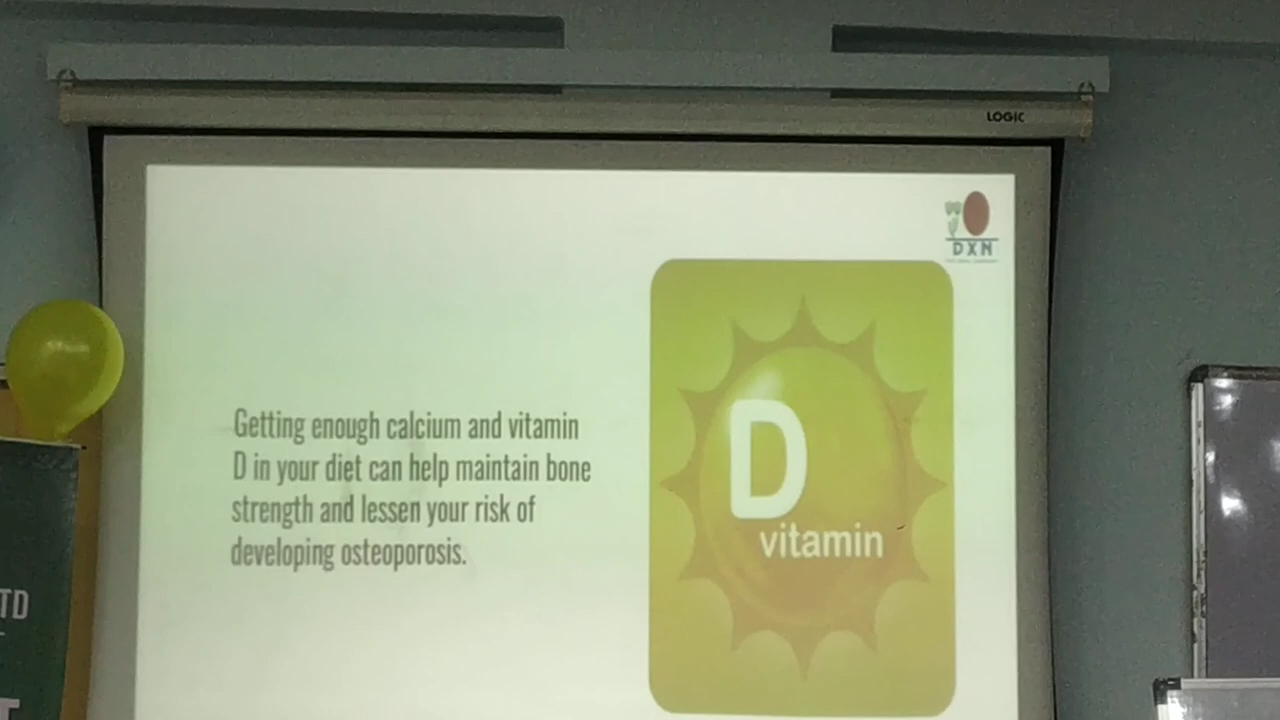 LOGIC
DXN
Getting enough calcium and vitamin
D in your diet can help maintain bone
strength and lessen your risk of
developing osteoporosis.
D
vitamin
TD
T